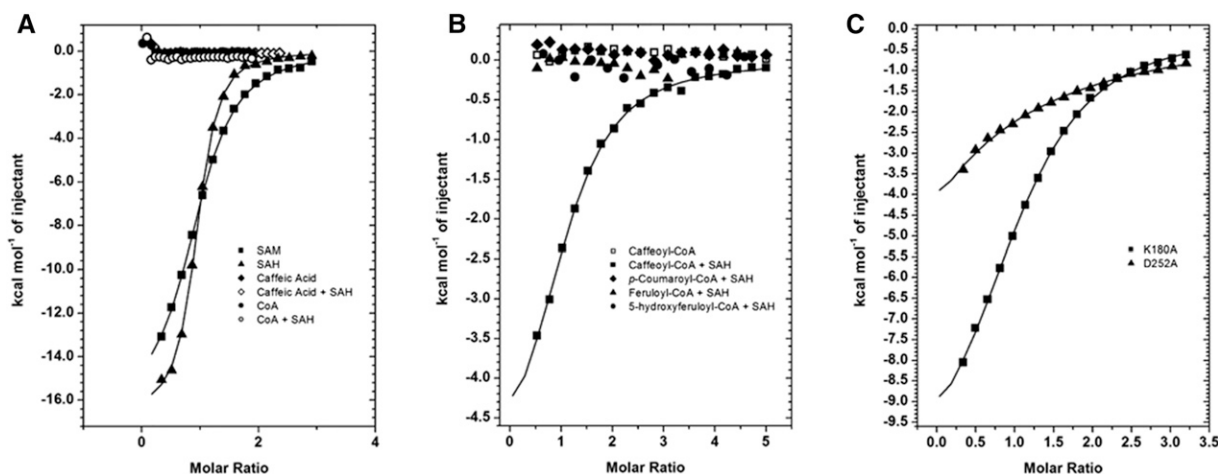 A
kcal mol⁻¹ of injectant
0.0
-2.0
-4.0
-6.0
-8.0
-10.0
-12.0
-14.0
-16.0
SAM
SAH
Caffeic Acid
Caffeic Acid + SAH
CoA
CoA + SAH
0
2
4
Molar Ratio
B
kcal mol⁻¹ of injectant
0.5
0.0
-0.5
-1.0
-1.5
-2.0
-2.5
-3.0
-3.5
-4.0
-4.5
Caffeoyl-CoA
Caffeoyl-CoA + SAH
p-Coumaroyl-CoA + SAH
Feruloyl-CoA + SAH
5-hydroxyferuloyl-CoA + SAH
0
1
2
3
4
5
Molar Ratio
C
kcal mol⁻¹ of injectant
0.0
-0.5
-1.0
-1.5
-2.0
-2.5
-3.0
-3.5
-4.0
-4.5
-5.0
-5.5
-6.0
-6.5
-7.0
-7.5
-8.0
-8.5
-9.0
-9.5
K180A
D252A
0.0
0.5
1.0
1.5
2.0
2.5
3.0
3.5
Molar Ratio